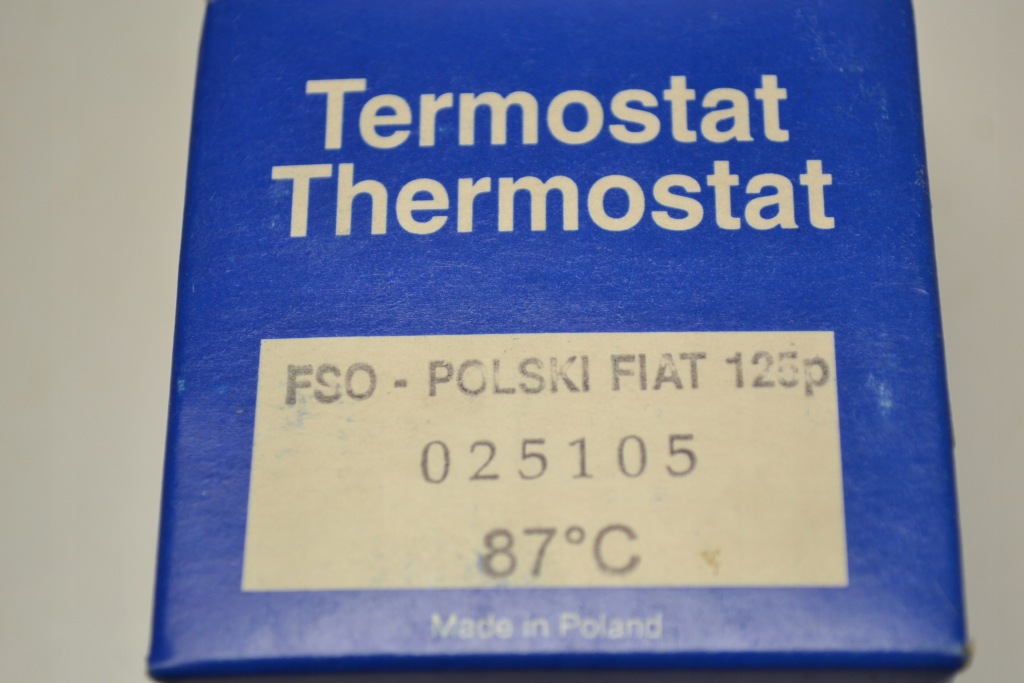 Termostat
Thermostat
FSO - POLSKI FIAT 125p
025105
87°C
Made in Poland